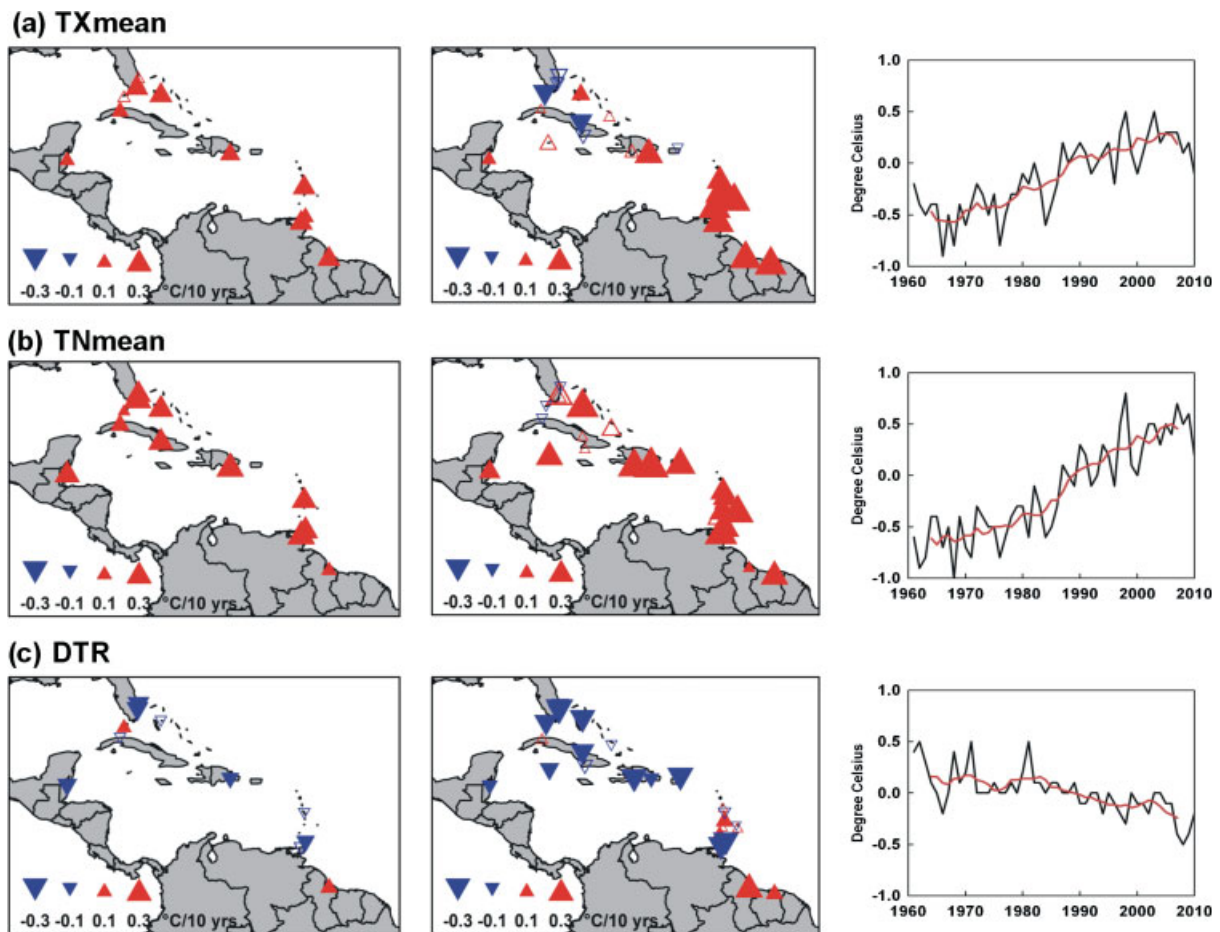 (a) TXmean
-0.3 -0.1 0.1 0.3 °C/10 yrs
-0.3 -0.1 0.1 0.3 °C/10 yrs
Degree Celsius
1.0
0.5
0.0
-0.5
-1.0
1960 1970 1980 1990 2000 2010
(b) TNmean
-0.3 -0.1 0.1 0.3 °C/10 yrs
-0.3 -0.1 0.1 0.3 °C/10 yrs
Degree Celsius
1.0
0.5
0.0
-0.5
-1.0
1960 1970 1980 1990 2000 2010
(c) DTR
-0.3 -0.1 0.1 0.3 °C/10 yrs
-0.3 -0.1 0.1 0.3 °C/10 yrs
Degree Celsius
1.0
0.5
0.0
-0.5
-1.0
1960 1970 1980 1990 2000 2010